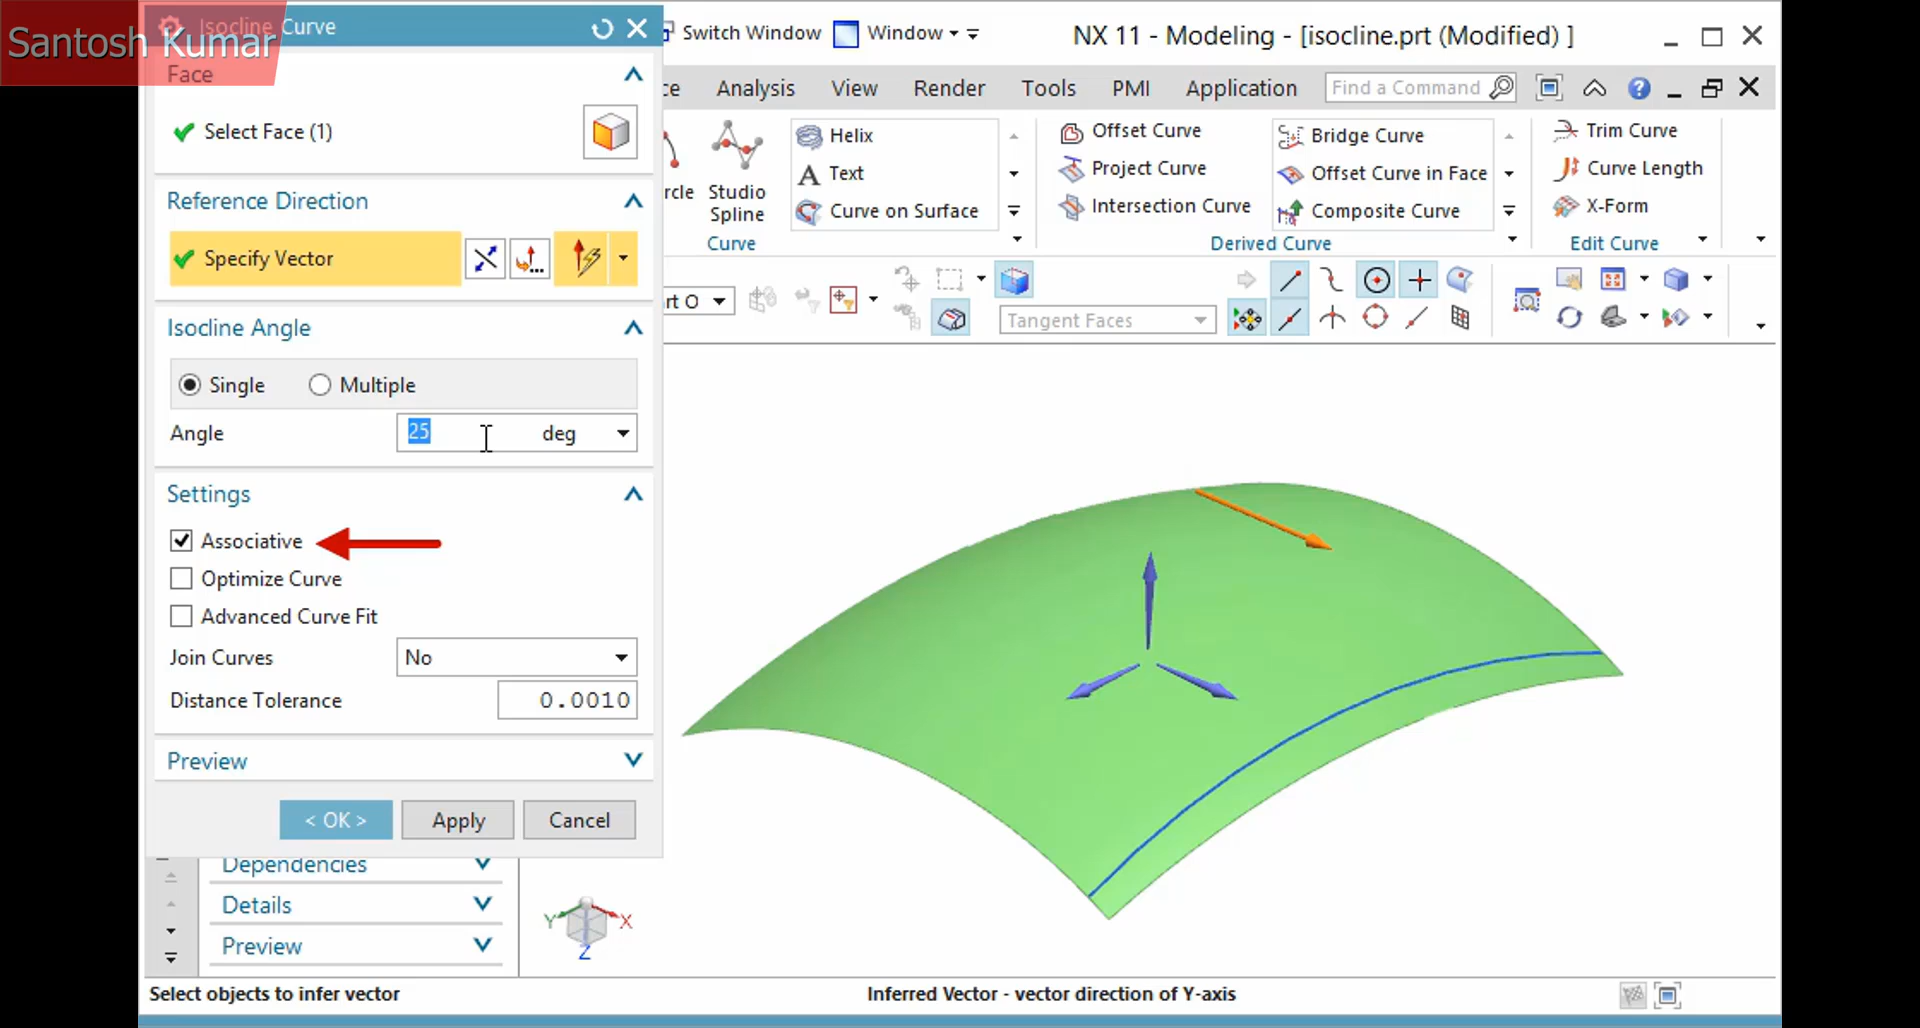 Santosh Kumar
Isocline Curve
Face
Select Face (1)
Reference Direction
Specify Vector
Isocline Angle
Single
Multiple
Angle
25
deg
Settings
Associative
Optimize Curve
Advanced Curve Fit
Join Curves
No
Distance Tolerance
0.0010
Preview
< OK >
Apply
Cancel
Dependencies
Details
Preview
Switch Window
Window
NX 11 - Modeling - [isocline.prt (Modified) ]
ce
Analysis
View
Render
Tools
PMI
Application
Find a Command
rcle
Studio
Spline
Helix
Text
Curve on Surface
Curve
Offset Curve
Project Curve
Intersection Curve
Bridge Curve
Offset Curve in Face
Composite Curve
Derived Curve
Trim Curve
Curve Length
X-Form
Edit Curve
rt O
Tangent Faces
Y
X
Z
Select objects to infer vector
Inferred Vector - vector direction of Y-axis